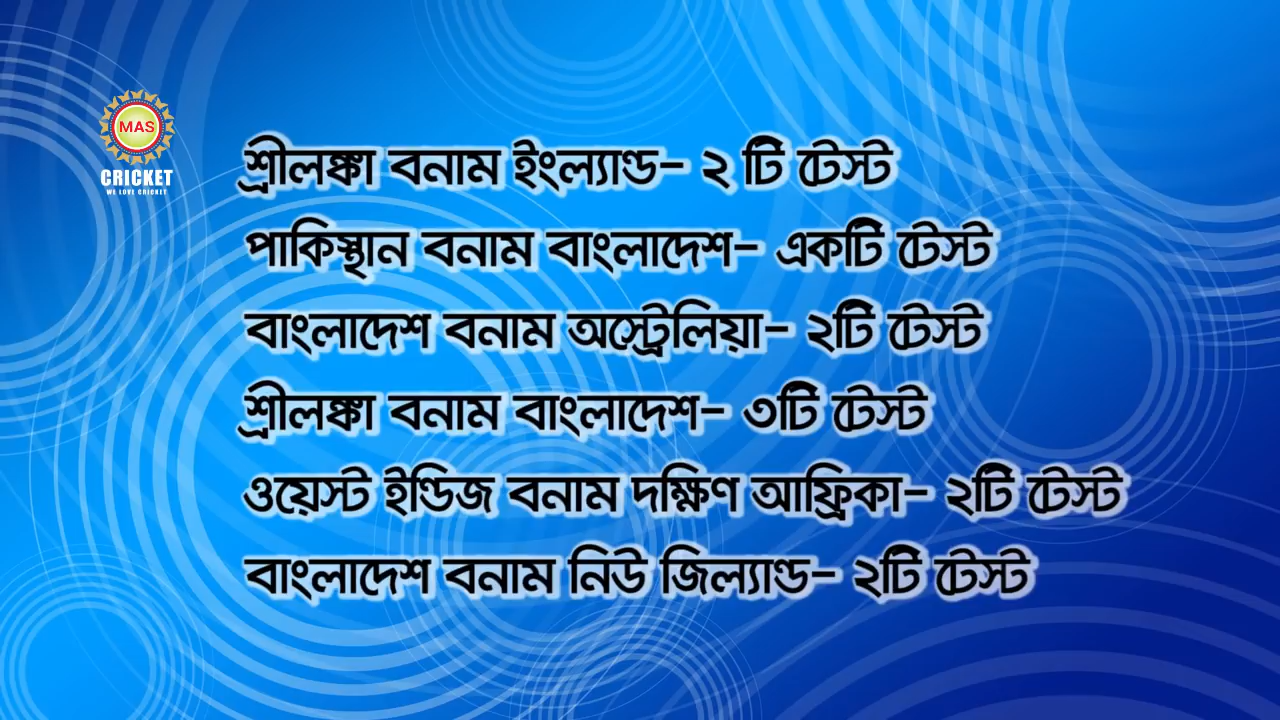 MAS
CRICKET
WE LOVE CRICKET
শ্রীলঙ্কা বনাম ইংল্যান্ড- ২ টি টেস্ট
পাকিস্থান বনাম বাংলাদেশ- একটি টেস্ট
বাংলাদেশ বনাম অস্ট্রেলিয়া- ২টি টেস্ট
শ্রীলঙ্কা বনাম বাংলাদেশ- ৩টি টেস্ট
ওয়েস্ট ইন্ডিজ বনাম দক্ষিণ আফ্রিকা- ২টি টেস্ট
বাংলাদেশ বনাম নিউ জিল্যান্ড- ২টি টেস্ট